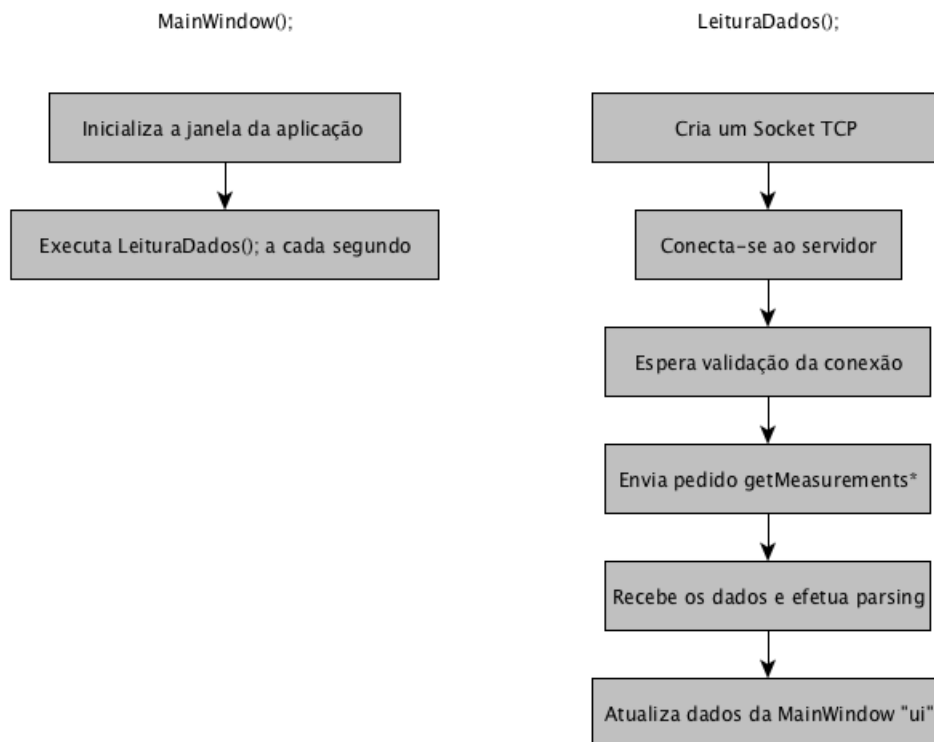 MainWindow();
Inicializa a janela da aplicação
Executa LeituraDados(); a cada segundo
LeituraDados();
Cria um Socket TCP
Conecta-se ao servidor
Espera validação da conexão
Envia pedido getMeasurements*
Recebe os dados e efetua parsing
Atualiza dados da MainWindow "ui"